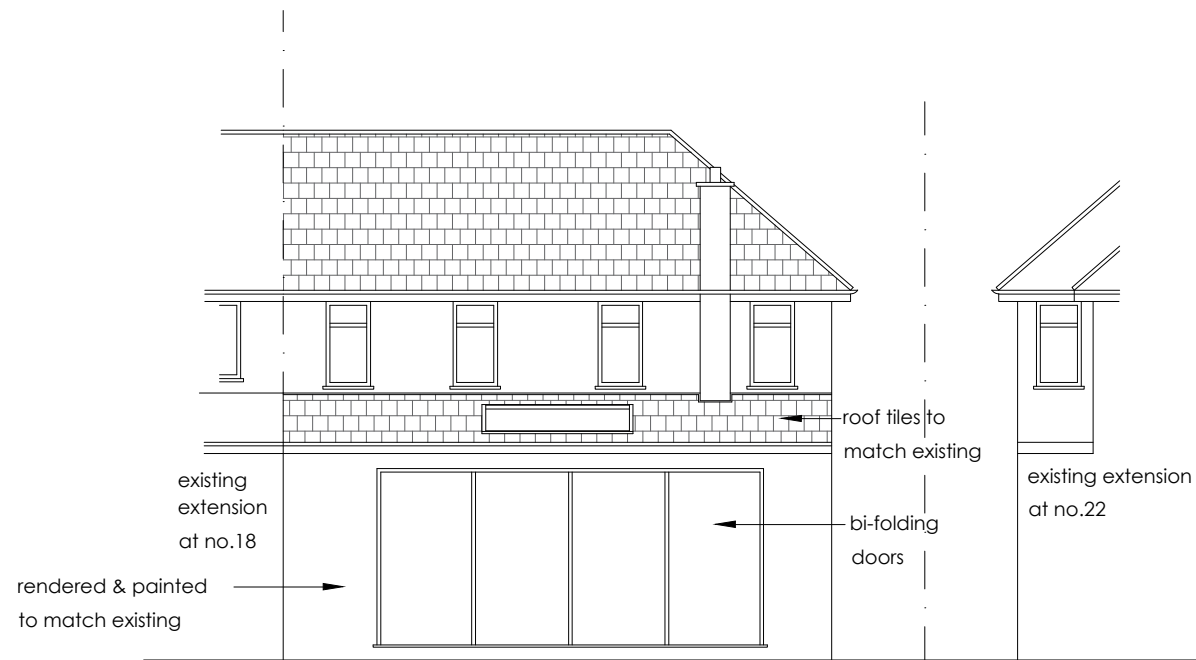 roof tiles to
match existing
existing
extension
at no.18
existing extension
at no.22
bi-folding
doors
rendered & painted
to match existing